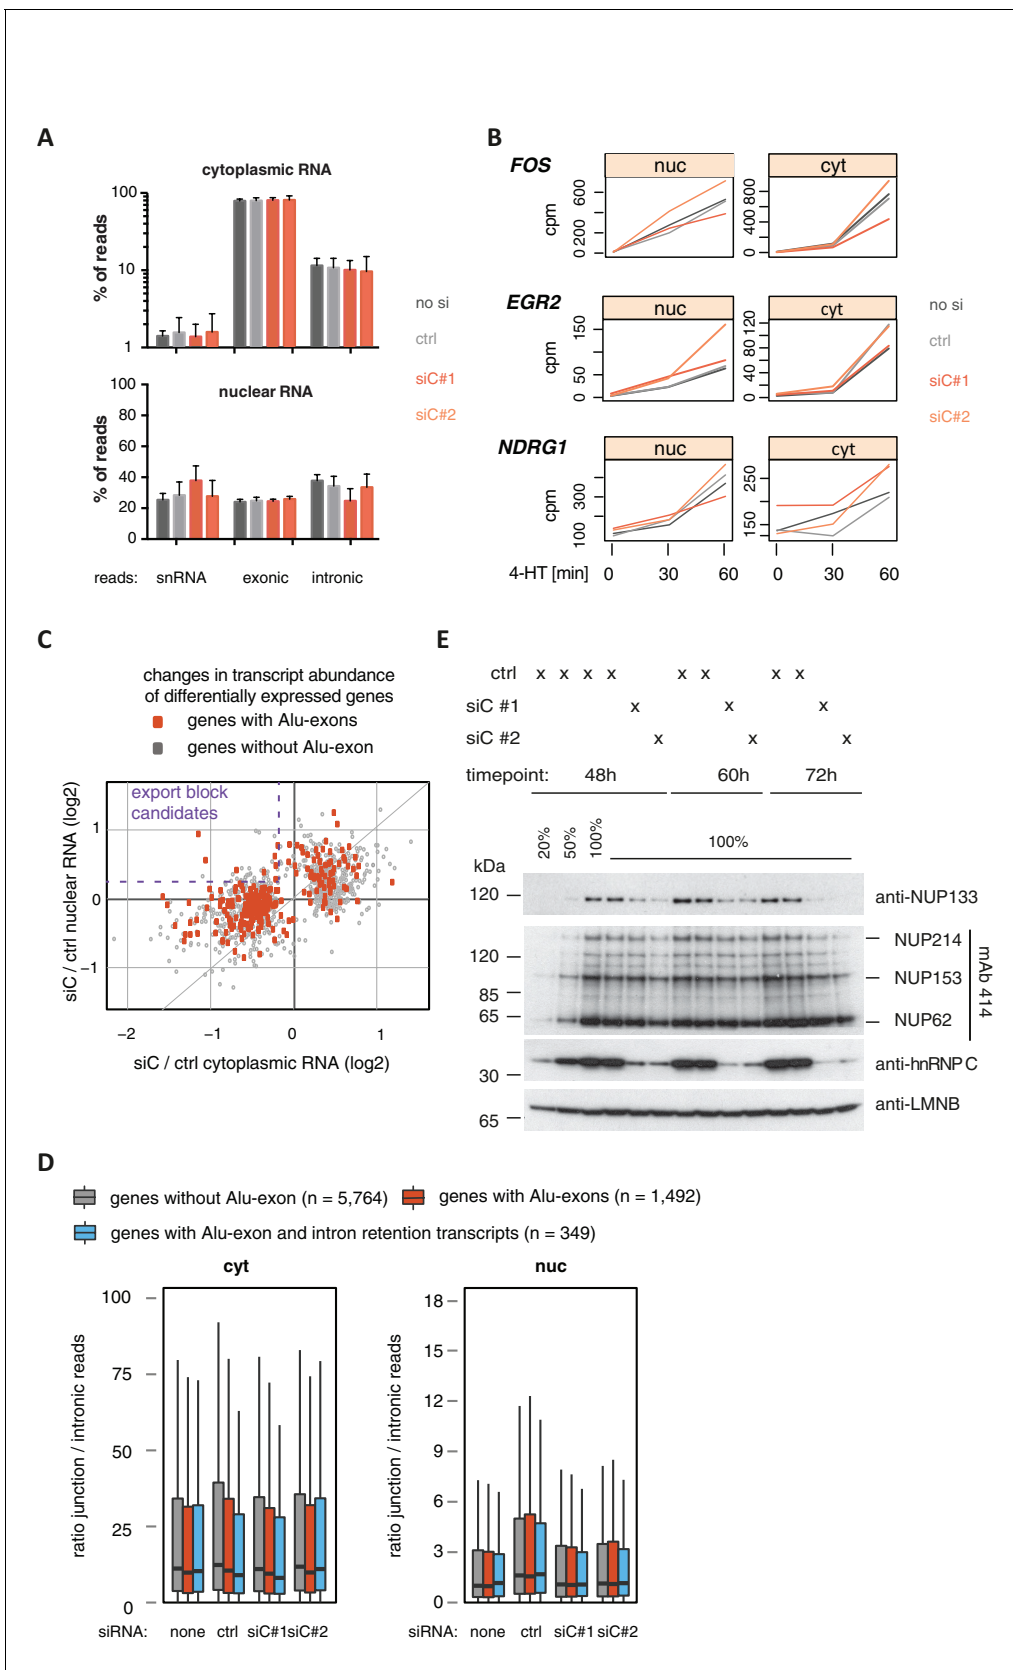 A
cytoplasmic RNA
% of reads
100
10
1
no si
ctrl
siC#1
siC#2
nuclear RNA
% of reads
100
80
60
40
20
0
reads: snRNA exonic intronic
B
FOS
nuc
cyt
cpm
600
200
0
800
400
0
EGR2
nuc
cyt
cpm
150
50
0
120
80
40
0
no si
ctrl
siC#1
siC#2
NDRG1
nuc
cyt
cpm
300
100
250
150
4-HT [min] 0 30 60 0 30 60
C
changes in transcript abundance
of differentially expressed genes
genes with Alu-exons
genes without Alu-exon
export block
candidates
siC / ctrl nuclear RNA (log2)
1
0
−1
−2 −1 0 1
siC / ctrl cytoplasmic RNA (log2)
E
ctrl x x x x x x x x
siC #1 x x x
siC #2 x x x
timepoint: 48h 60h 72h
20% 50% 100% 100%
kDa
120 anti-NUP133
NUP214
120
NUP153
85
65 NUP62
mAb 414
30 anti-hnRNP C
65 anti-LMNB
D
genes without Alu-exon (n = 5,764) genes with Alu-exons (n = 1,492)
genes with Alu-exon and intron retention transcripts (n = 349)
cyt
ratio junction / intronic reads
100
75
50
25
0
siRNA: none ctrl siC#1 siC#2
nuc
ratio junction / intronic reads
18
15
12
9
6
3
0
siRNA: none ctrl siC#1 siC#2